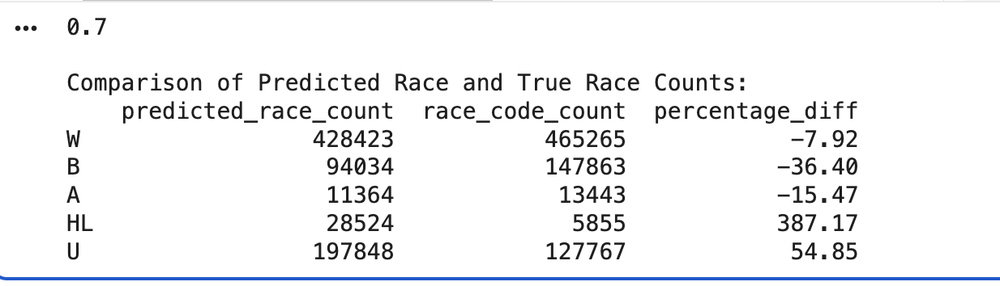 ... 0.7
Comparison of Predicted Race and True Race Counts:
predicted_race_count race_code_count percentage_diff
W 428423 465265 -7.92
B 94034 147863 -36.40
A 11364 13443 -15.47
HL 28524 5855 387.17
U 197848 127767 54.85